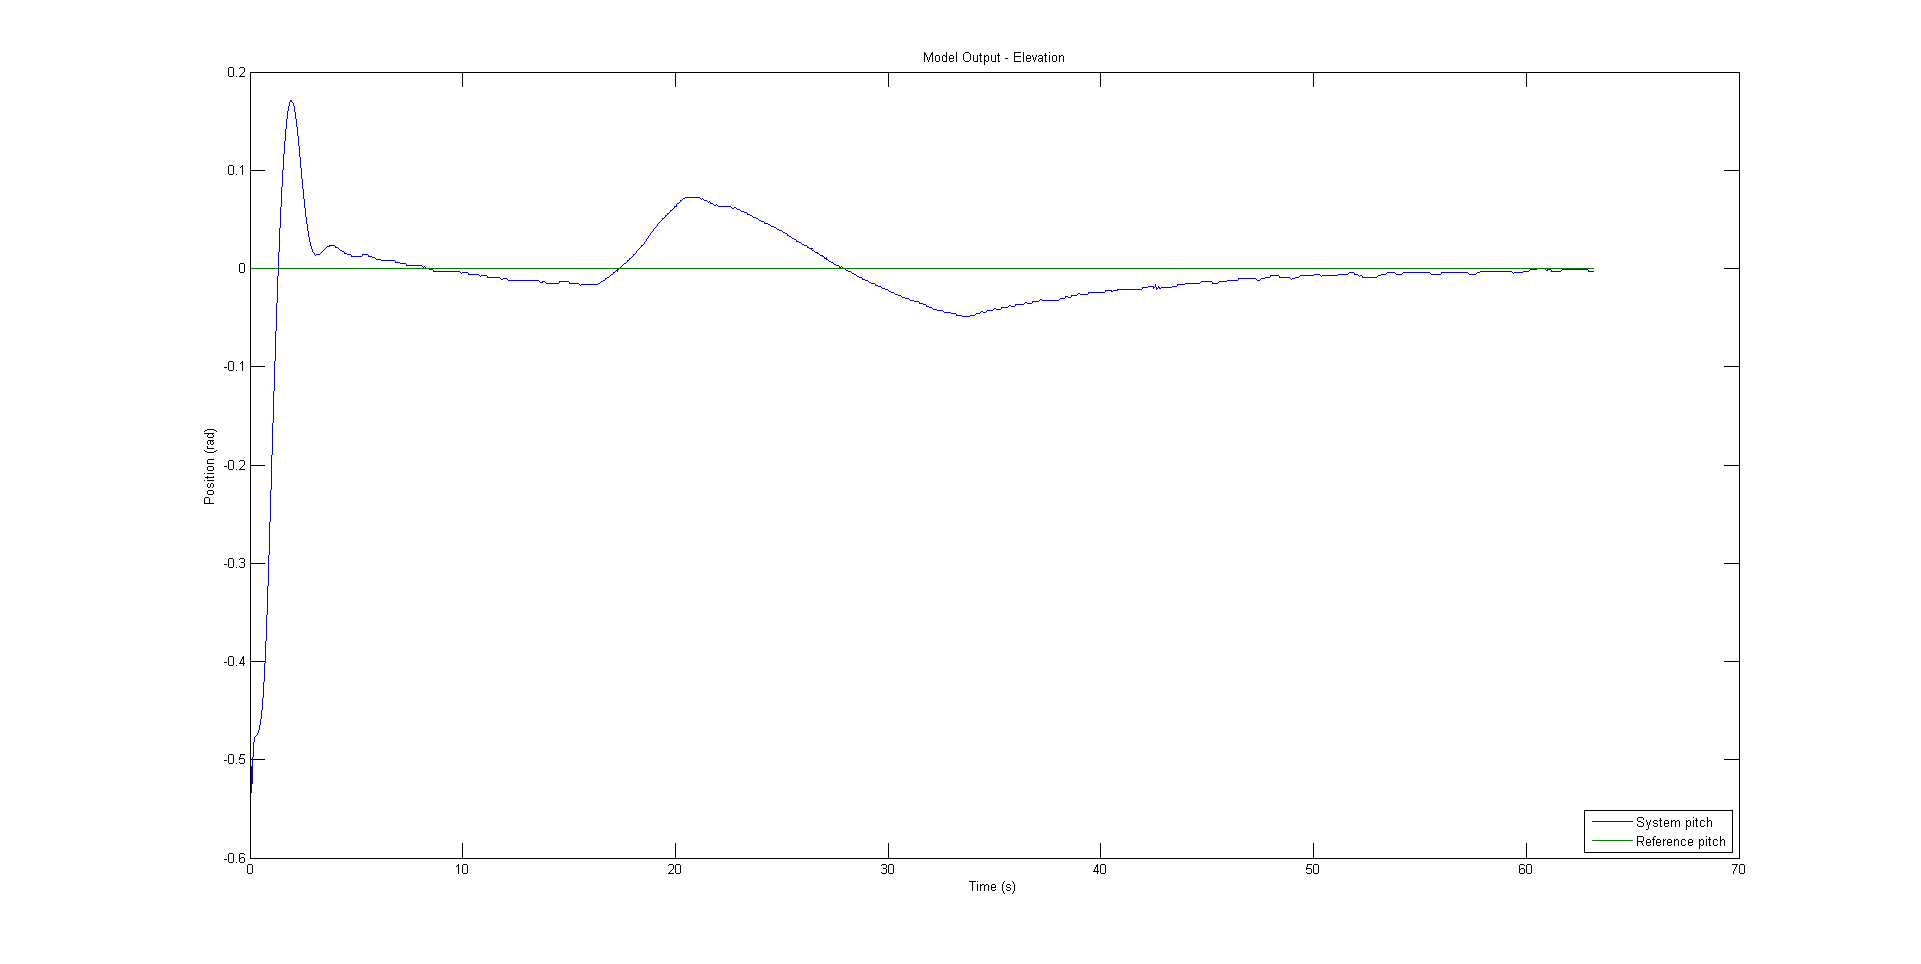 Model Output - Elevation
0.2
0.1
0
-0.1
-0.2
-0.3
-0.4
-0.5
-0.6
Position (rad)
0 10 20 30 40 50 60 70
Time (s)
System pitch
Reference pitch